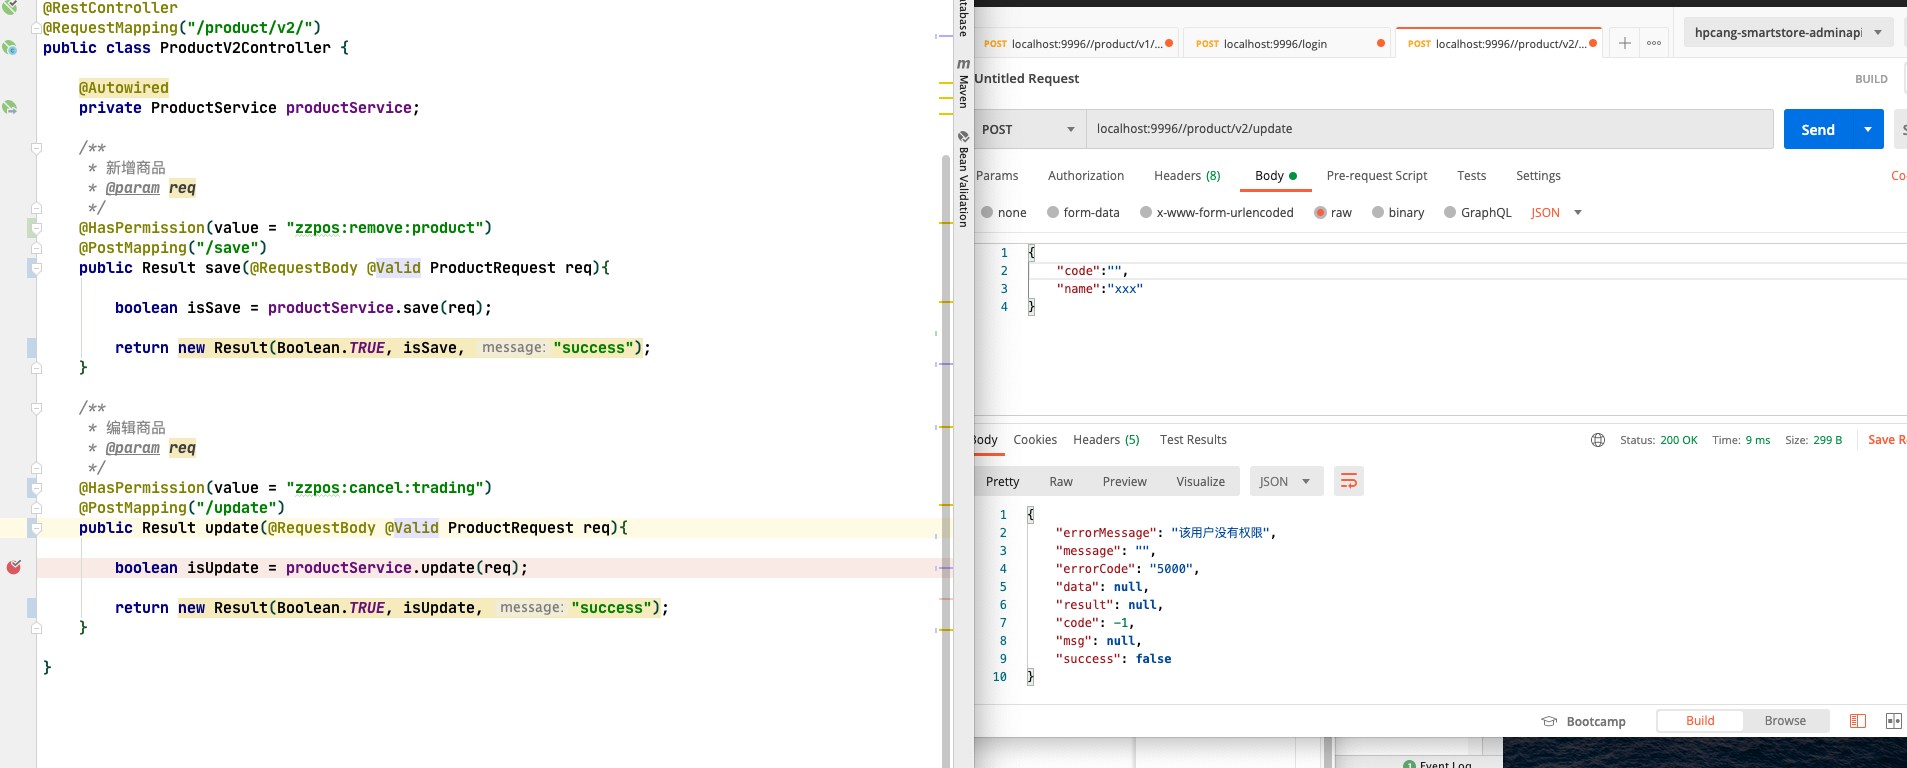 @RestController
@RequestMapping("/product/v2/")
public class ProductV2Controller {
@Autowired
private ProductService productService;
/**
* 新增商品
* @param req
*/
@HasPermission(value = "zzpos:remove:product")
@PostMapping("/save")
public Result save(@RequestBody @Valid ProductRequest req){
boolean isSave = productService.save(req);
return new Result(Boolean.TRUE, isSave, message: "success");
}
/**
* 编辑商品
* @param req
*/
@HasPermission(value = "zzpos:cancel:trading")
@PostMapping("/update")
public Result update(@RequestBody @Valid ProductRequest req){
boolean isUpdate = productService.update(req);
return new Result(Boolean.TRUE, isUpdate, message: "success");
}
}
atabase
m Maven
Bean Validation
POST localhost:9996//product/v1/...
POST localhost:9996/login
POST localhost:9996//product/v2/...
hpcang-smartstore-adminapi
Untitled Request
BUILD
POST
localhost:9996//product/v2/update
Send
Params Authorization Headers (8) Body Pre-request Script Tests Settings
Co
none form-data x-www-form-urlencoded raw binary GraphQL JSON
1 {
2 "code":"",
3 "name":"xxx"
4 }
Body Cookies Headers (5) Test Results
Status: 200 OK Time: 9 ms Size: 299 B Save R
Pretty Raw Preview Visualize JSON
1 {
2 "errorMessage": "该用户没有权限",
3 "message": "",
4 "errorCode": "5000",
5 "data": null,
6 "result": null,
7 "code": -1,
8 "msg": null,
9 "success": false
10 }
Bootcamp Build Browse
1 Event Log